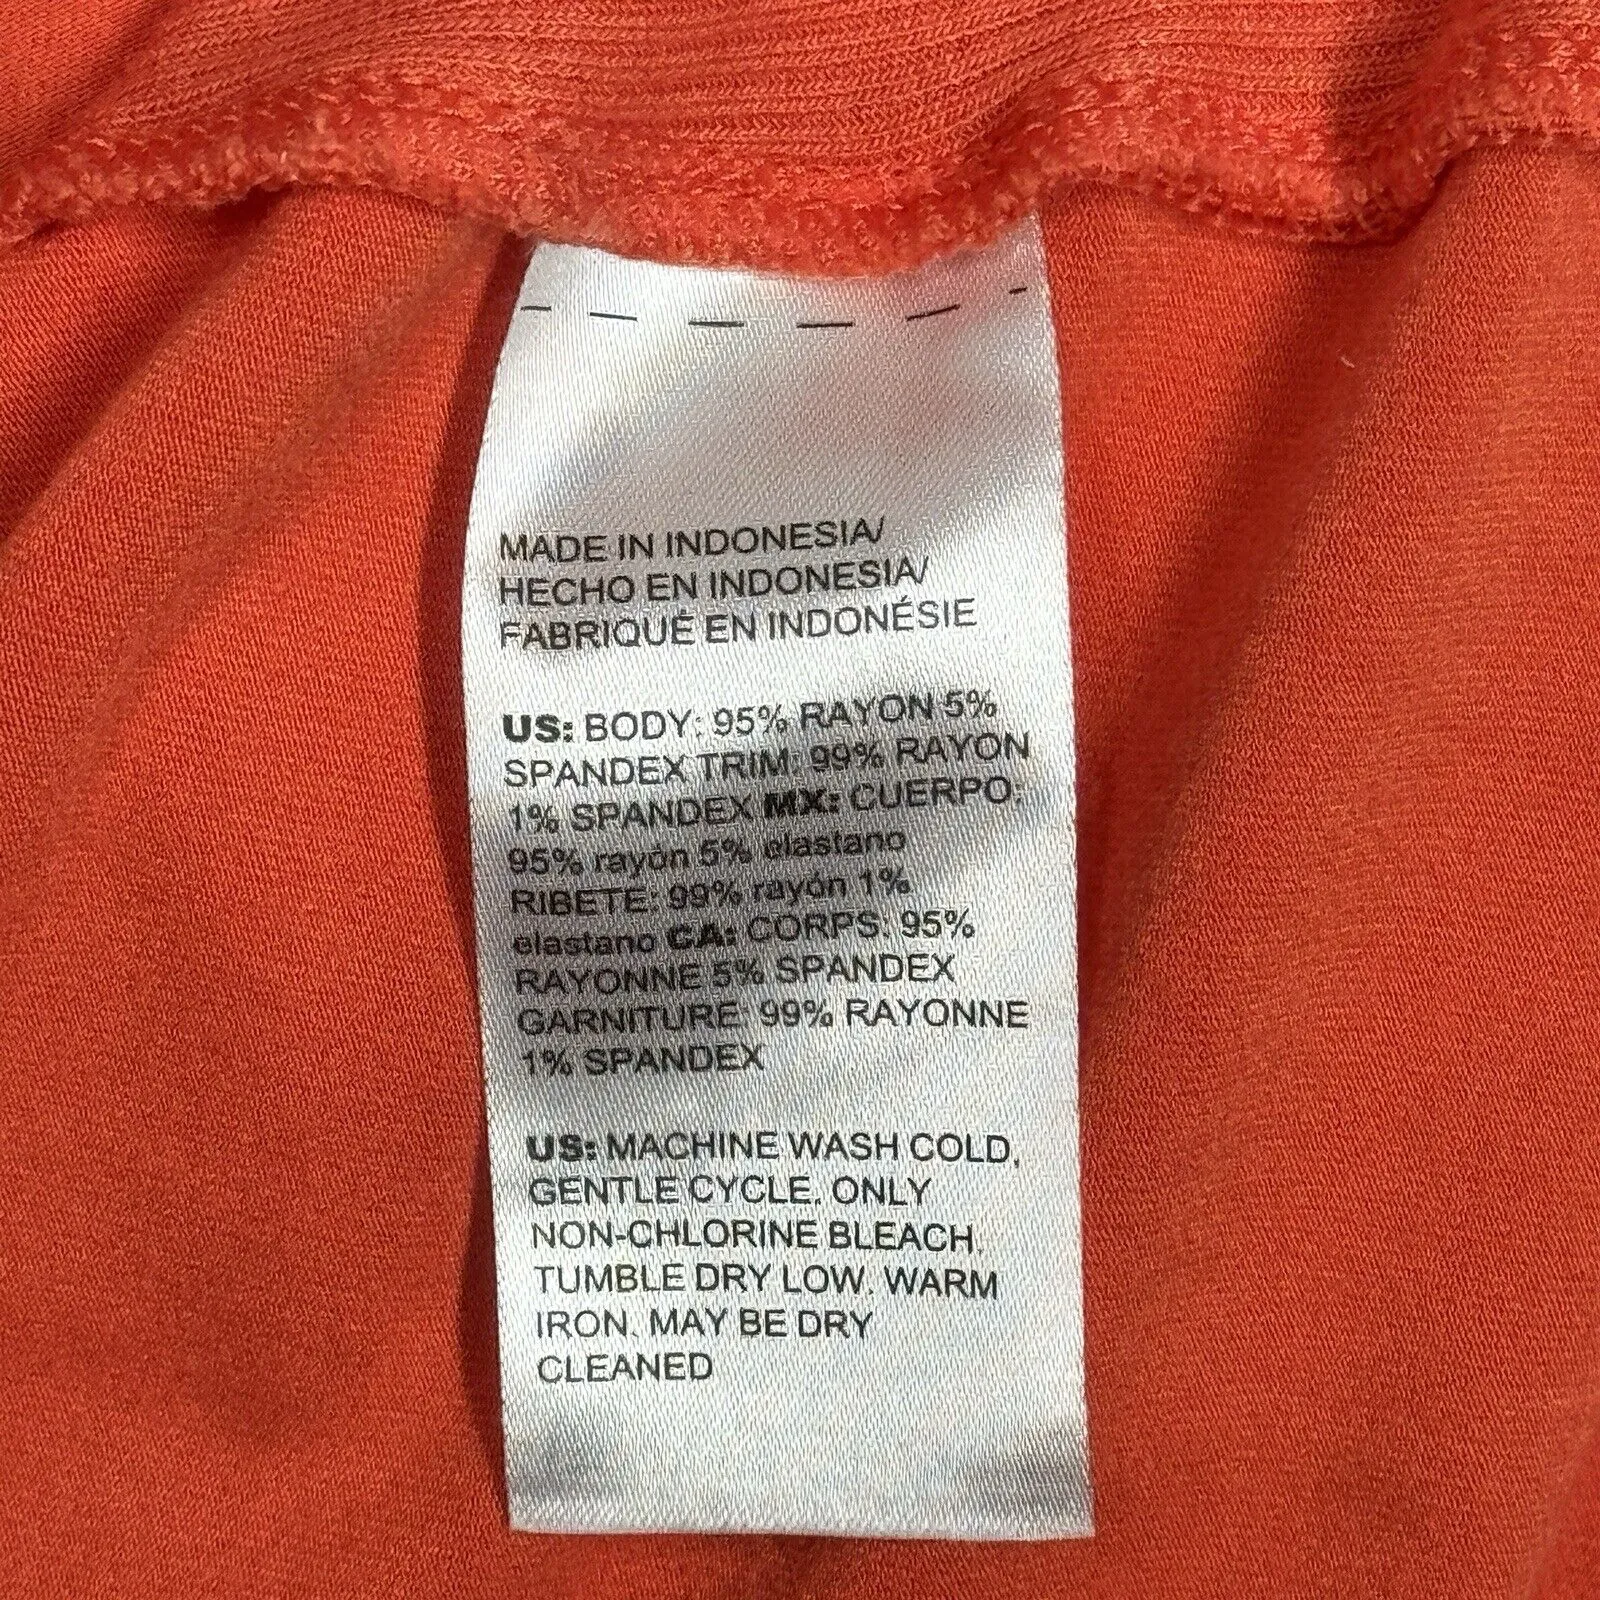 MADE IN INDONESIA/
HECHO EN INDONESIA/
FABRIQUÉ EN INDONÉSIE
US: BODY: 95% RAYON 5%
SPANDEX TRIM: 99% RAYON
1% SPANDEX MX: CUERPO:
95% rayón 5% elastano
RIBETE: 99% rayón 1%
elastano CA: CORPS: 95%
RAYONNE 5% SPANDEX
GARNITURE: 99% RAYONNE
1% SPANDEX
US: MACHINE WASH COLD,
GENTLE CYCLE. ONLY
NON-CHLORINE BLEACH.
TUMBLE DRY LOW. WARM
IRON. MAY BE DRY
CLEANED